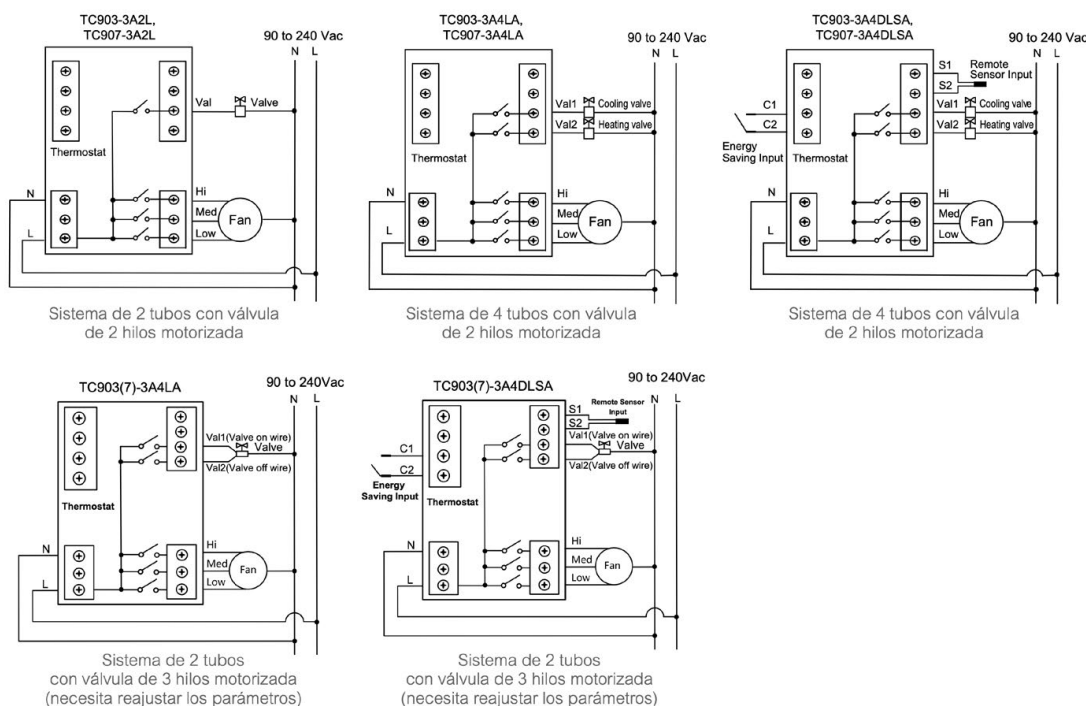 TC903-3A2L,
TC907-3A2L
90 to 240 Vac
N L
Val
Valve
Thermostat
N
L
Hi
Med
Low
Fan
Sistema de 2 tubos con válvula
de 2 hilos motorizada
TC903-3A4LA,
TC907-3A4LA
90 to 240 Vac
N L
Val1
Cooling valve
Val2
Heating valve
Thermostat
N
L
Hi
Med
Low
Fan
Sistema de 4 tubos con válvula
de 2 hilos motorizada
TC903-3A4DLSA,
TC907-3A4DLSA
90 to 240 Vac
N L
S1
S2
Remote
Sensor Input
Val1
Cooling valve
Val2
Heating valve
C1
C2
Energy
Saving Input
Thermostat
N
L
Hi
Med
Low
Fan
Sistema de 4 tubos con válvula
de 2 hilos motorizada
TC903(7)-3A4LA
90 to 240Vac
N L
Val1(Valve on wire)
Valve
Val2(Valve off wire)
Thermostat
N
L
Hi
Med
Low
Fan
Sistema de 2 tubos
con válvula de 3 hilos motorizada
(necesita reajustar los parámetros)
TC903(7)-3A4DLSA
90 to 240Vac
N L
S1
S2
Remote Sensor
Input
Val1(Valve on wire)
Valve
Val2(Valve off wire)
C1
C2
Energy
Saving Input
Thermostat
N
L
Hi
Med
Low
Fan
Sistema de 2 tubos
con válvula de 3 hilos motorizada
(necesita reajustar los parámetros)